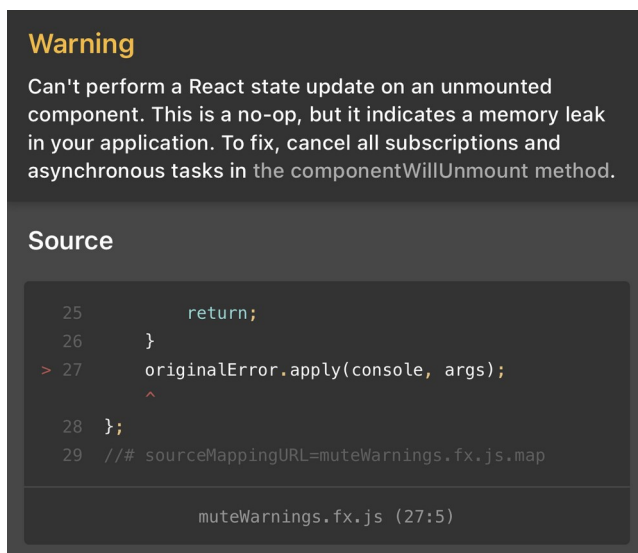 Warning
Can't perform a React state update on an unmounted
component. This is a no-op, but it indicates a memory leak
in your application. To fix, cancel all subscriptions and
asynchronous tasks in the componentWillUnmount method.
Source
25 return;
26 }
> 27 originalError.apply(console, args);
^
28 };
29 //# sourceMappingURL=muteWarnings.fx.js.map
muteWarnings.fx.js (27:5)